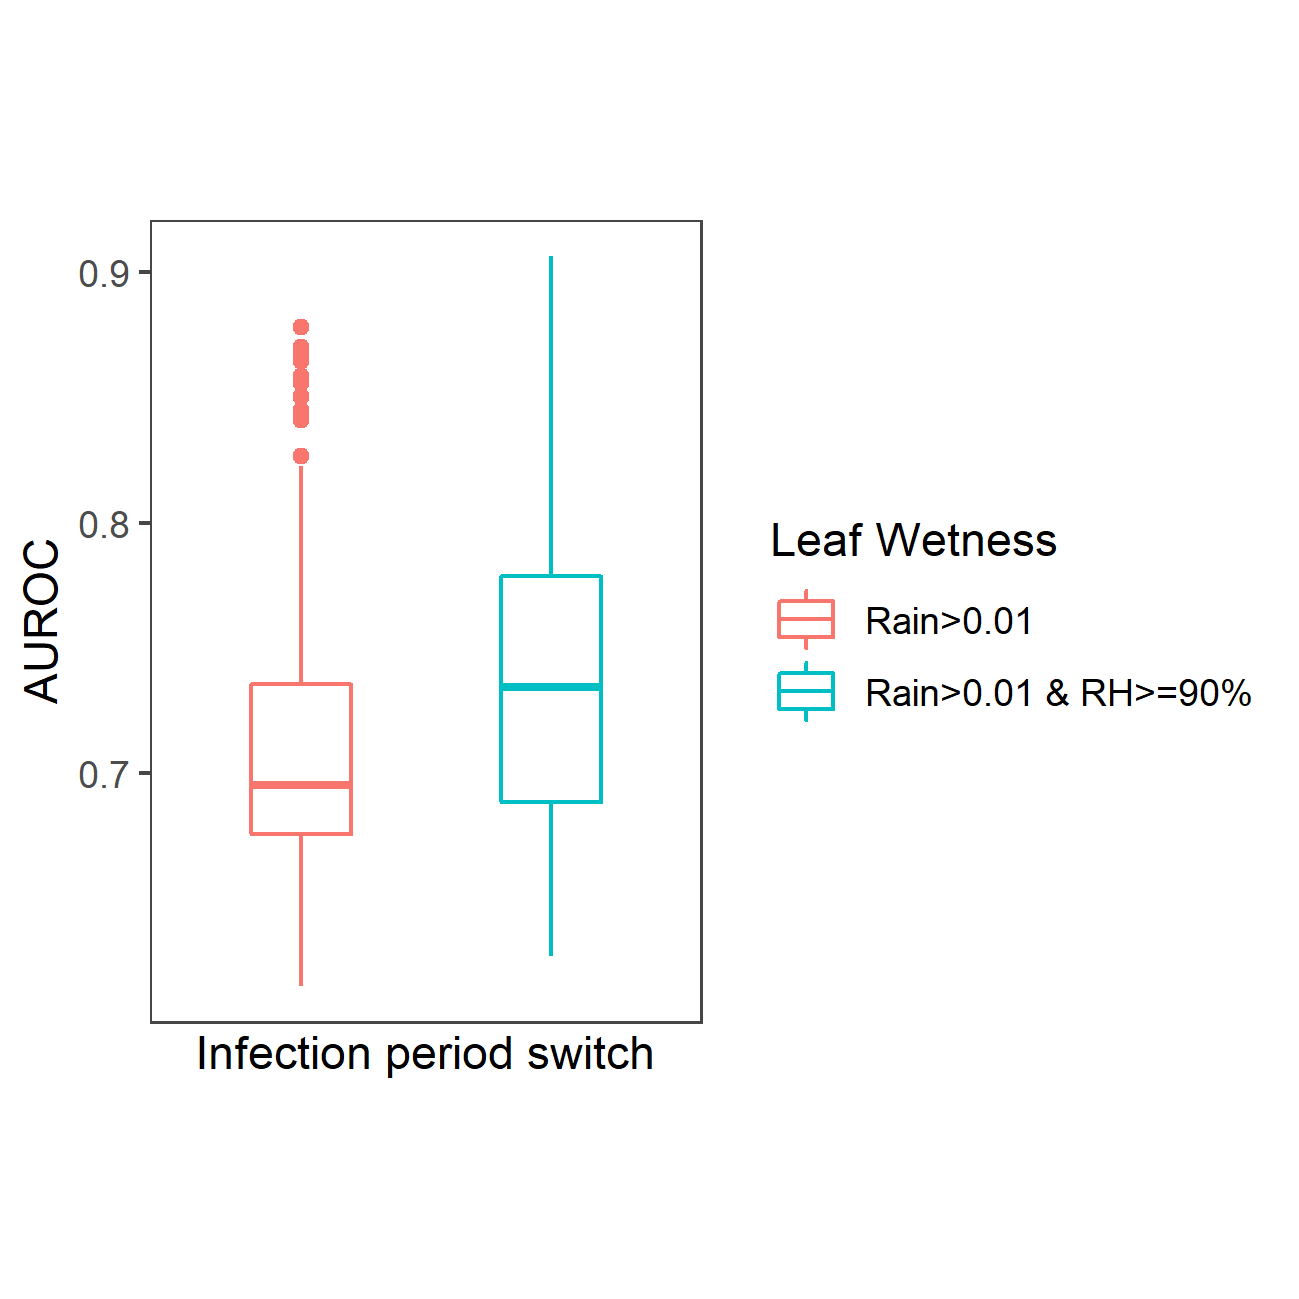 0.9
0.8
0.7
AUROC
Infection period switch
Leaf Wetness
Rain>0.01
Rain>0.01 & RH>=90%